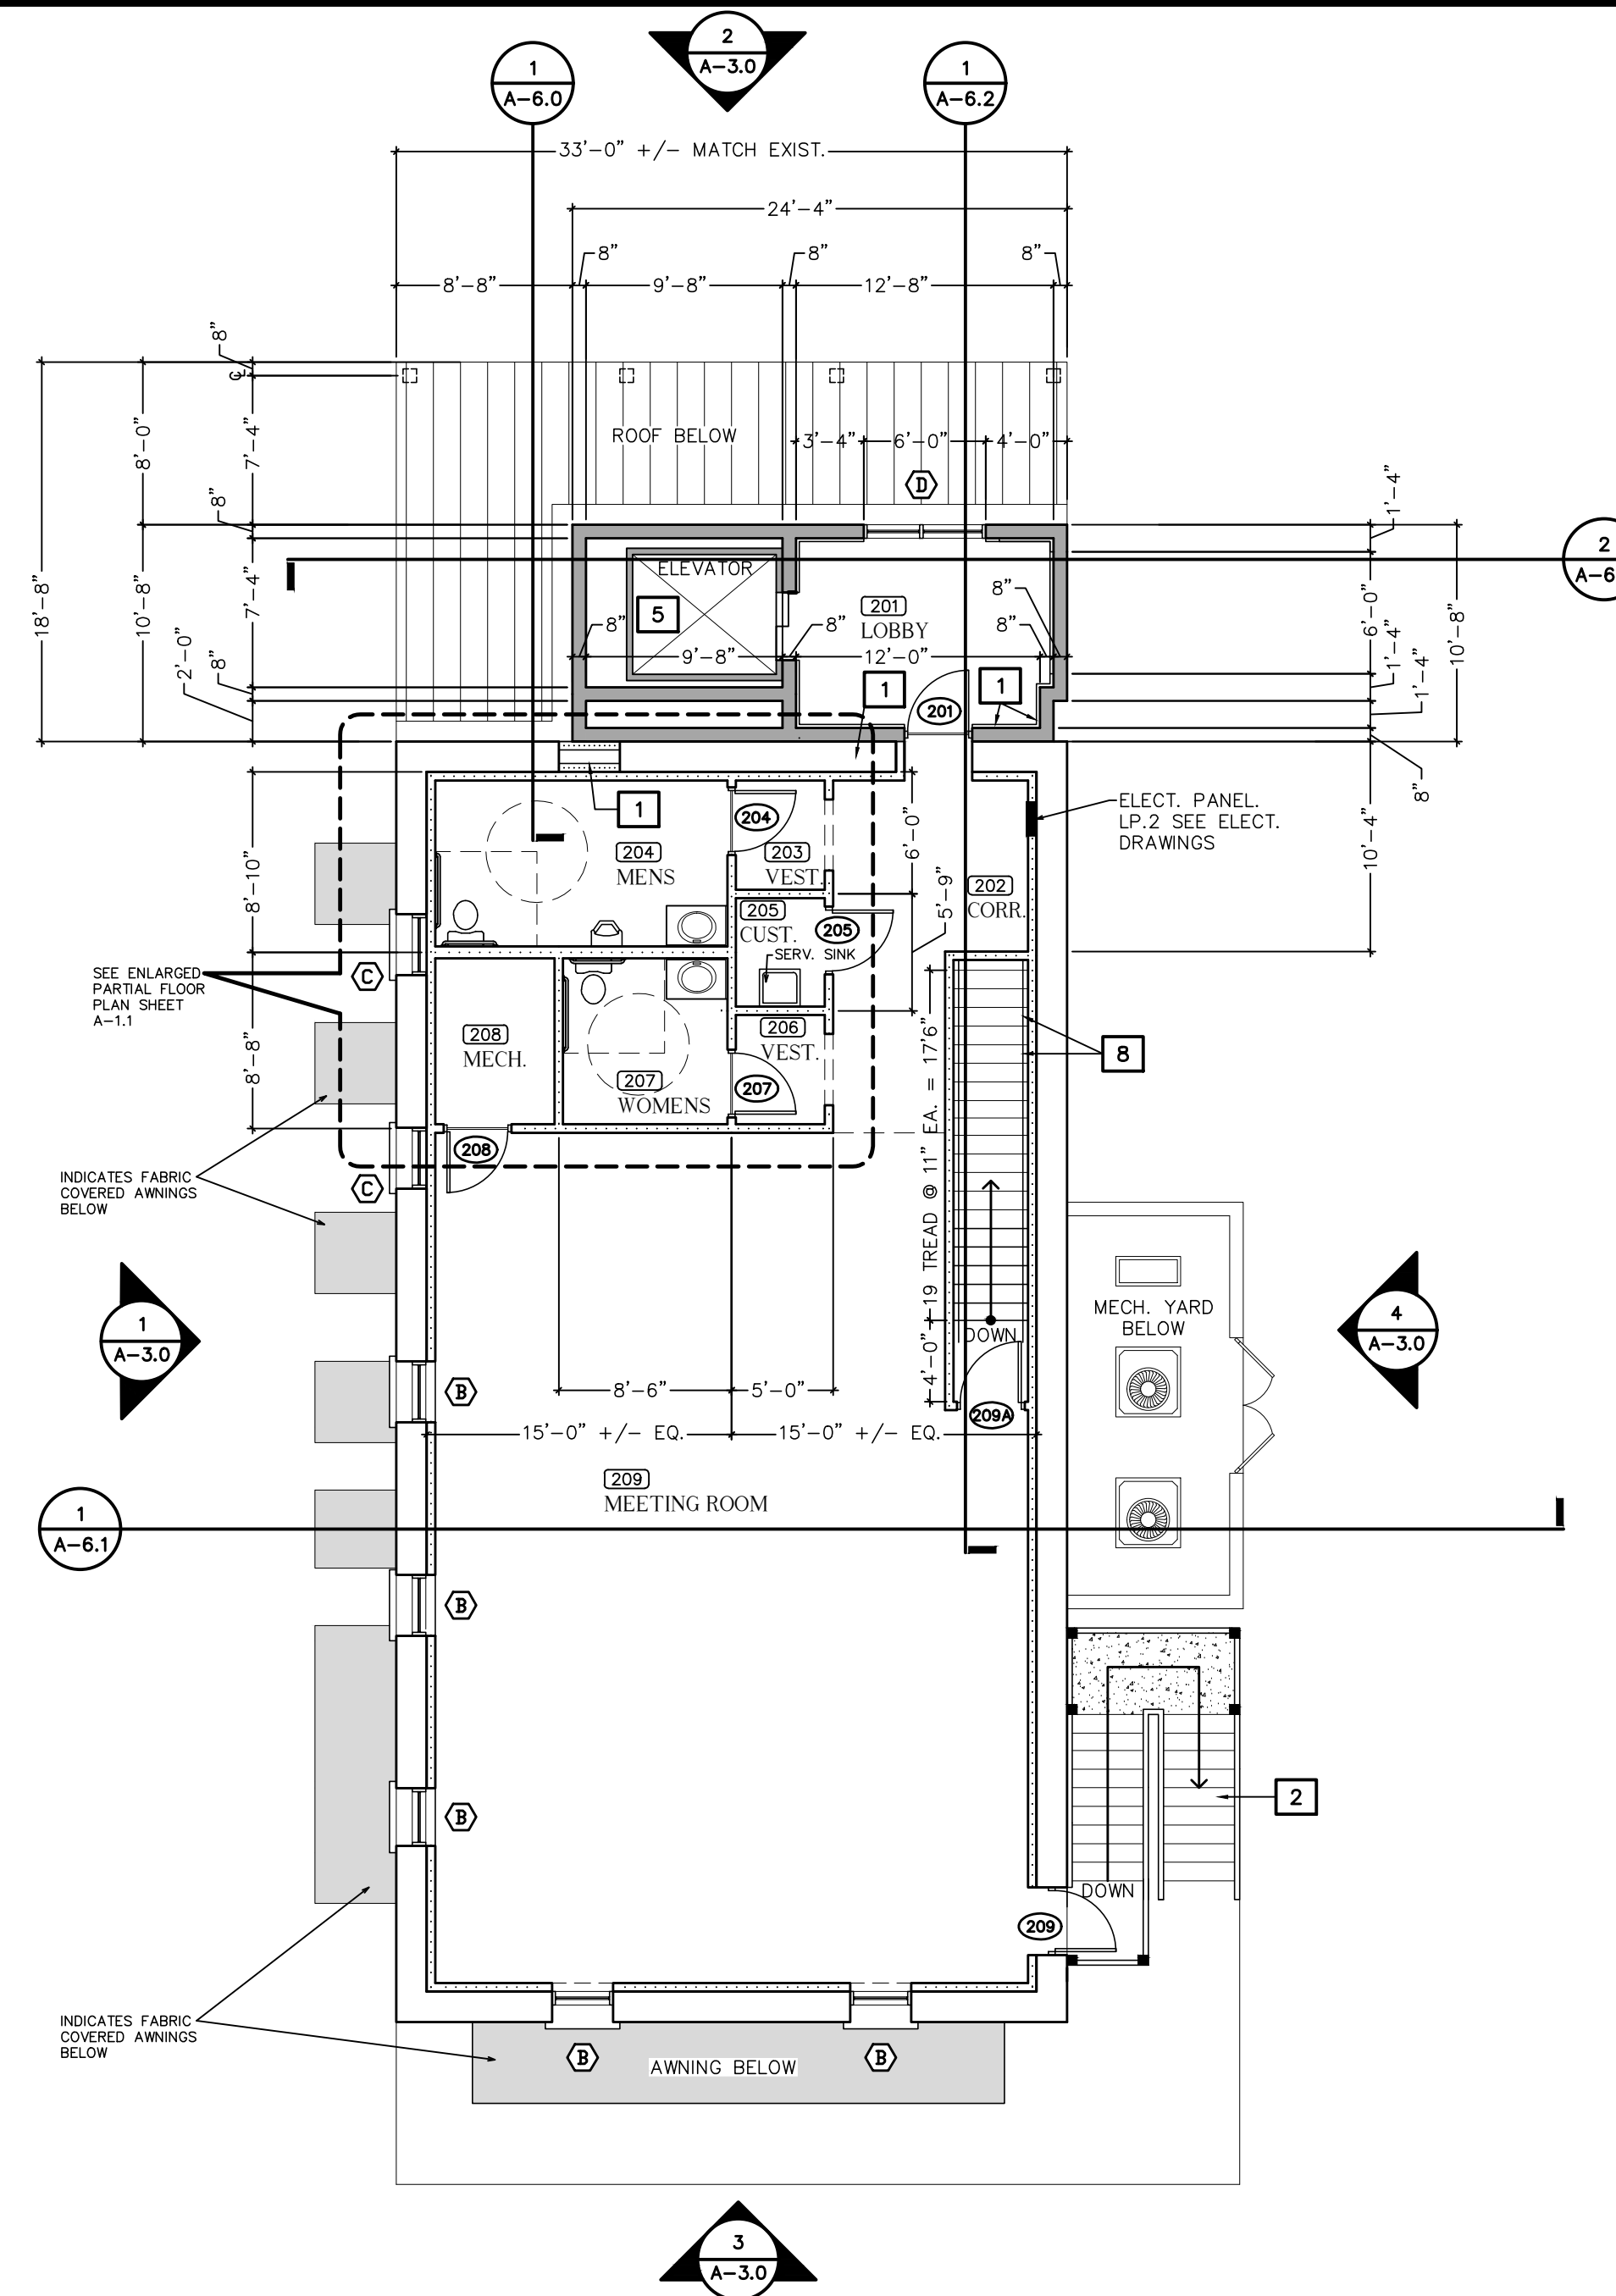 2
A-3.0
1
A-6.0
1
A-6.2
33'-0" +/- MATCH EXIST.
24'-4"
8" 8" 8"
8'-8" 9'-8" 12'-8"
8"
℄
18'-8"
8'-0"
7'-4"
ROOF BELOW
3'-4" 6'-0" 4'-0"
D
8"
1'-4"
10'-8"
7'-4"
2'-0"
8"
ELEVATOR
5
8"
9'-8"
8"
201
LOBBY
12'-0"
8"
8"
6'-0"
1'-4"
1'-4"
10'-8"
8"
2
A-6
1
1
201
1
ELECT. PANEL.
LP.2 SEE ELECT.
DRAWINGS
8'-10"
204
MENS
204
203
VEST.
6'-0"
5'-9"
202
CORR.
10'-4"
205
CUST.
205
SERV. SINK
SEE ENLARGED
PARTIAL FLOOR
PLAN SHEET
A-1.1
C
8'-8"
208
MECH.
206
VEST.
207
WOMENS
207
8
208
INDICATES FABRIC
COVERED AWNINGS
BELOW
C
19 TREAD @ 11" EA. = 17'6"
4'-0"
DOWN
MECH. YARD
BELOW
1
A-3.0
4
A-3.0
8'-6" 5'-0"
B
209A
15'-0" +/- EQ. 15'-0" +/- EQ.
209
MEETING ROOM
1
A-6.1
B
2
B
DOWN
209
INDICATES FABRIC
COVERED AWNINGS
BELOW
B B
AWNING BELOW
3
A-3.0